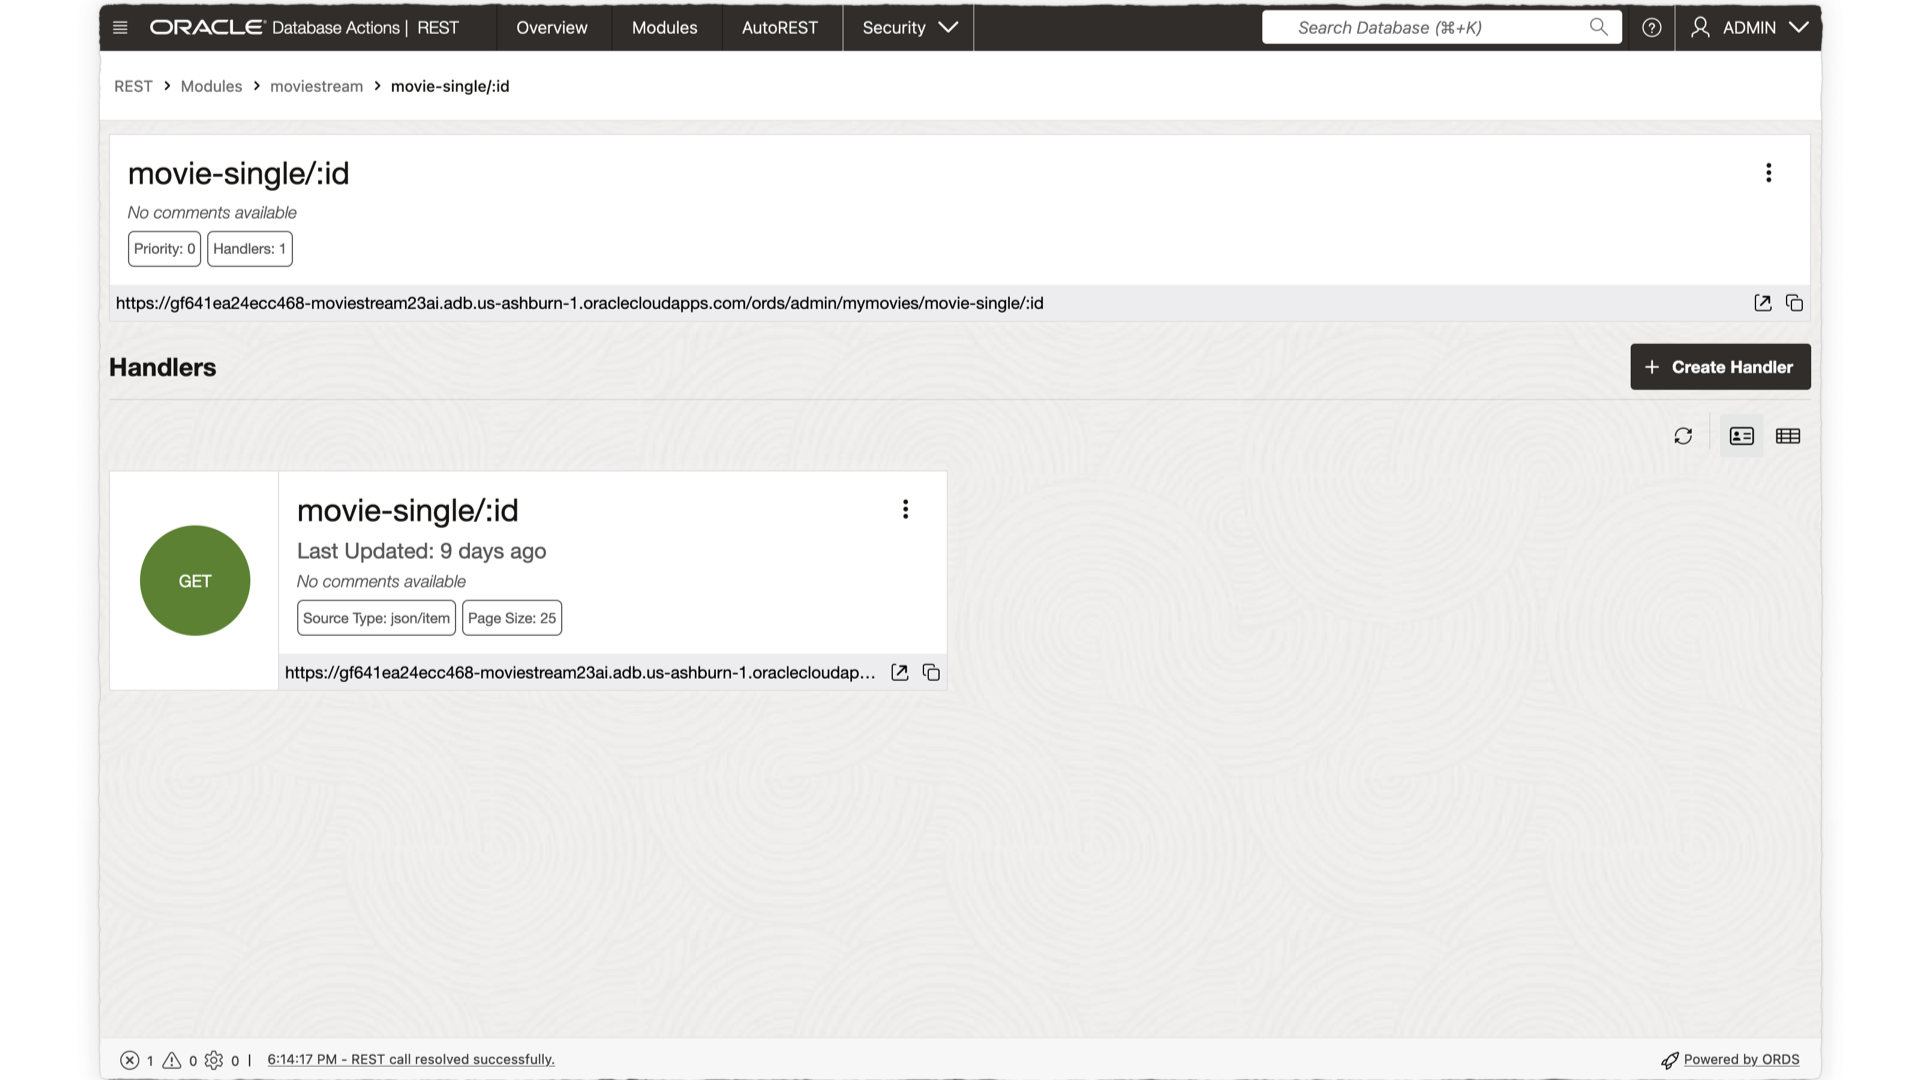 ORACLE Database Actions | REST Overview Modules AutoREST Security Search Database (⌘+K) ADMIN
REST > Modules > moviestream > movie-single/:id
movie-single/:id
No comments available
Priority: 0 Handlers: 1
https://gf641ea24ecc468-moviestream23ai.adb.us-ashburn-1.oraclecloudapps.com/ords/admin/mymovies/movie-single/:id
Handlers
+ Create Handler
GET
movie-single/:id
Last Updated: 9 days ago
No comments available
Source Type: json/item Page Size: 25
https://gf641ea24ecc468-moviestream23ai.adb.us-ashburn-1.oraclecloudap...
1 0 0 | 6:14:17 PM - REST call resolved successfully. Powered by ORDS